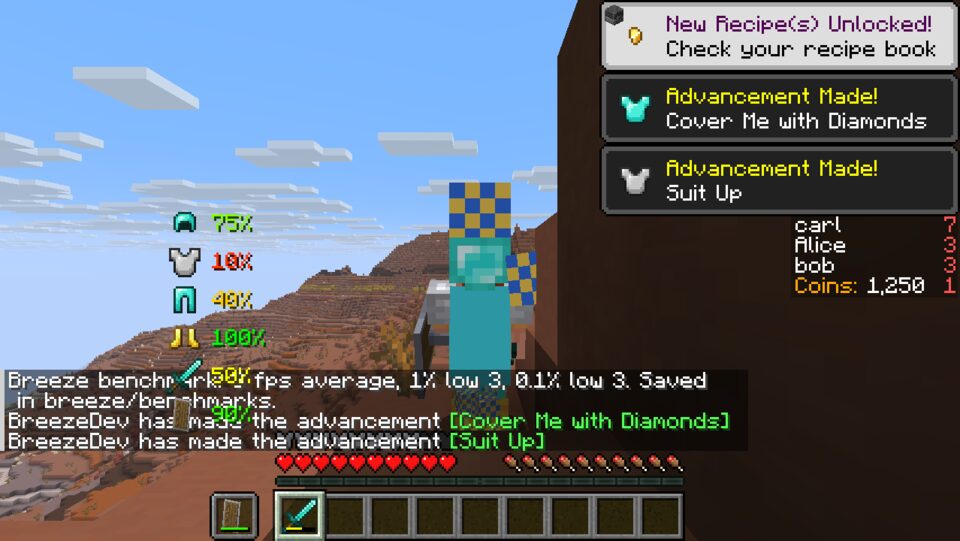 New Recipe(s) Unlocked!
Check your recipe book
Advancement Made!
Cover Me with Diamonds
Advancement Made!
Suit Up
carl 7
Alice 3
bob 3
Coins: 1,250 1
75%
10%
40%
100%
50%
90%
Breeze benchmark: fps average, 1% low 3, 0.1% low 3. Saved
in breeze/benchmarks.
BreezeDev has made the advancement [Cover Me with Diamonds]
BreezeDev has made the advancement [Suit Up]